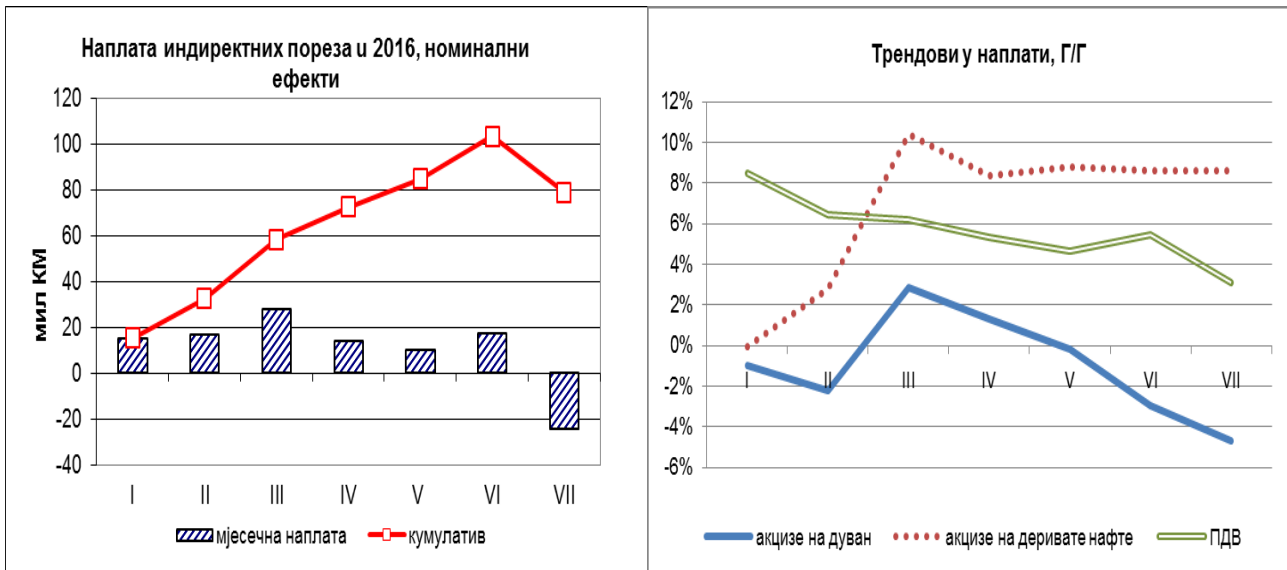 Наплата индиректних пореза u 2016, номинални
ефекти
мил КМ
120
100
80
60
40
20
0
-20
-40
I II III IV V VI VII
мјесечна наплата кумулатив
Трендови у наплати, Г/Г
12%
10%
8%
6%
4%
2%
0%
-2%
-4%
-6%
I II III IV V VI VII
акцизе на дуван акцизе на деривате нафте ПДВ